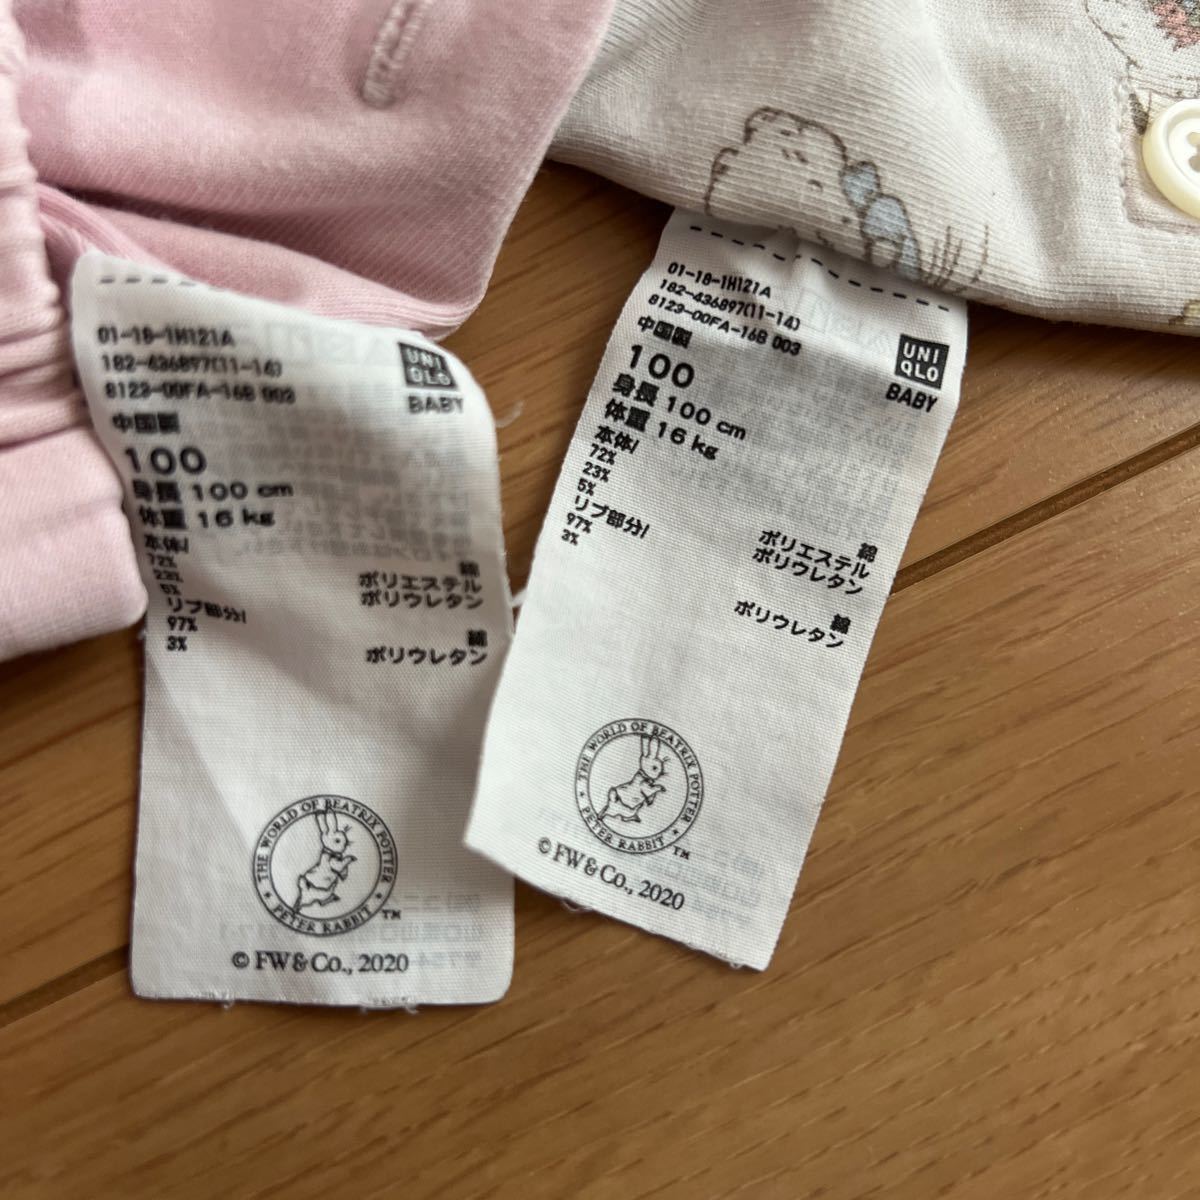 01-18-1H121A
182-436897(11-14)
8123-00FA-16B 003
UNI
QLO
BABY
中国製
100
身長 100 cm
体重 16 kg
本体/
72% 綿
23% ポリエステル
5% ポリウレタン
リブ部分/
97% 綿
3% ポリウレタン
THE WORLD OF BEATRIX POTTER
PETER RABBIT
TM
© FW & Co., 2020
01-18-1H121A
182-436897(11-14)
8123-00FA-16B 003
UNI
QLO
BABY
中国製
100
身長 100 cm
体重 16 kg
本体/
72% 綿
23% ポリエステル
5% ポリウレタン
リブ部分/
97% 綿
3% ポリウレタン
THE WORLD OF BEATRIX POTTER
PETER RABBIT
TM
© FW & Co., 2020